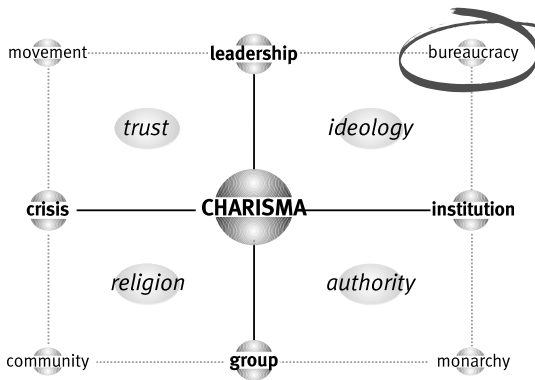 movement leadership bureaucracy
trust ideology
crisis CHARISMA institution
religion authority
community group monarchy